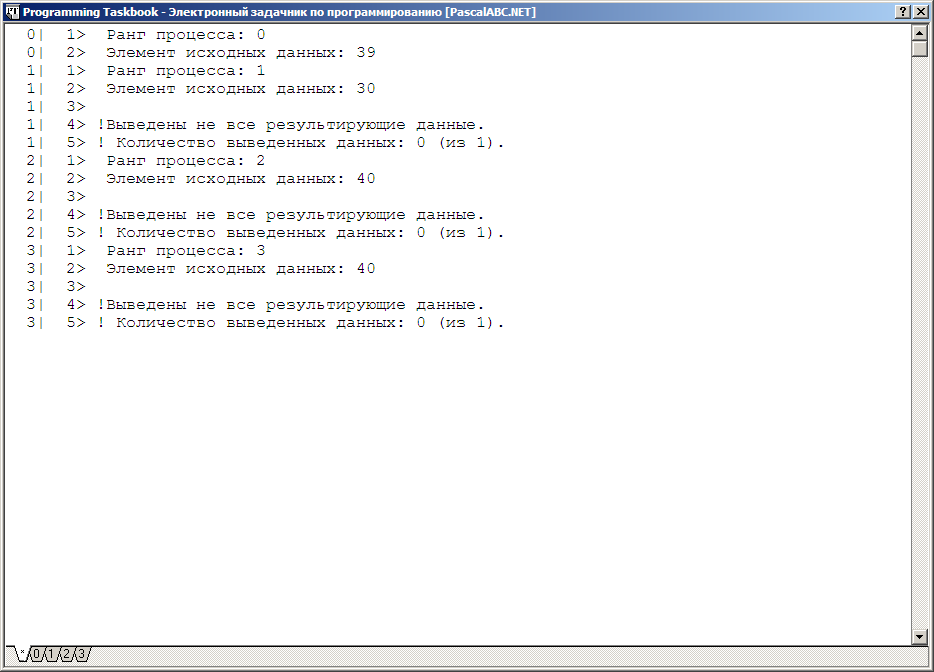 Programming Taskbook - Электронный задачник по программированию [PascalABC.NET]
0| 1> Ранг процесса: 0
0| 2> Элемент исходных данных: 39
1| 1> Ранг процесса: 1
1| 2> Элемент исходных данных: 30
1| 3>
1| 4> !Выведены не все результирующие данные.
1| 5> ! Количество выведенных данных: 0 (из 1).
2| 1> Ранг процесса: 2
2| 2> Элемент исходных данных: 40
2| 3>
2| 4> !Выведены не все результирующие данные.
2| 5> ! Количество выведенных данных: 0 (из 1).
3| 1> Ранг процесса: 3
3| 2> Элемент исходных данных: 40
3| 3>
3| 4> !Выведены не все результирующие данные.
3| 5> ! Количество выведенных данных: 0 (из 1).
*/0/1/2/3/